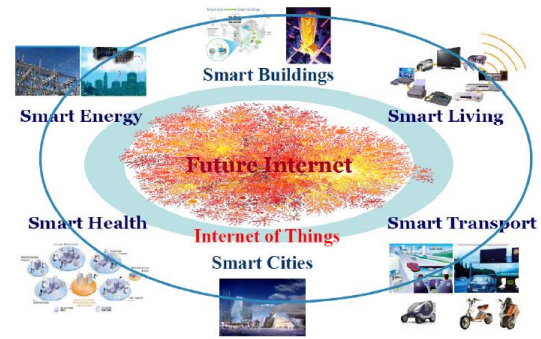 Smart Buildings
Smart Energy
Smart Living
Future Internet
Smart Health
Smart Transport
Internet of Things
Smart Cities